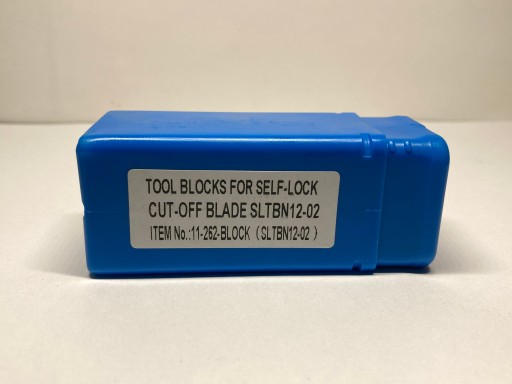 TOOL BLOCKS FOR SELF-LOCK
CUT-OFF BLADE SLTBN12-02
ITEM No.:11-262-BLOCK ( SLTBN12-02 )